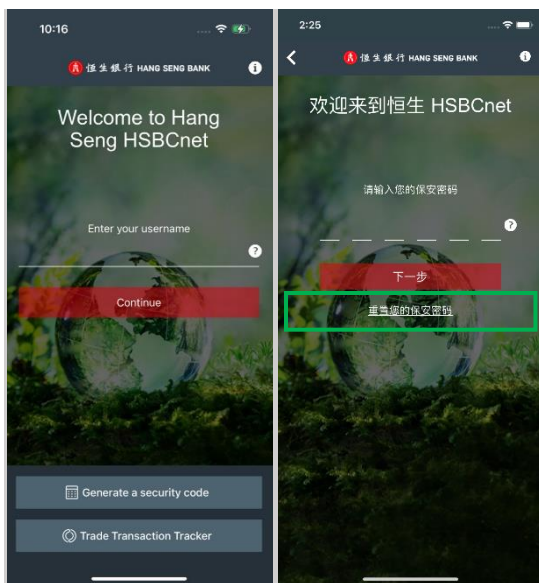 10:16
恒生銀行 HANG SENG BANK
Welcome to Hang
Seng HSBCnet
Enter your username
?
Continue
Generate a security code
Trade Transaction Tracker
2:25
恒生銀行 HANG SENG BANK
欢迎来到恒生 HSBCnet
请输入您的保安密码
?
下一步
重置您的保安密码